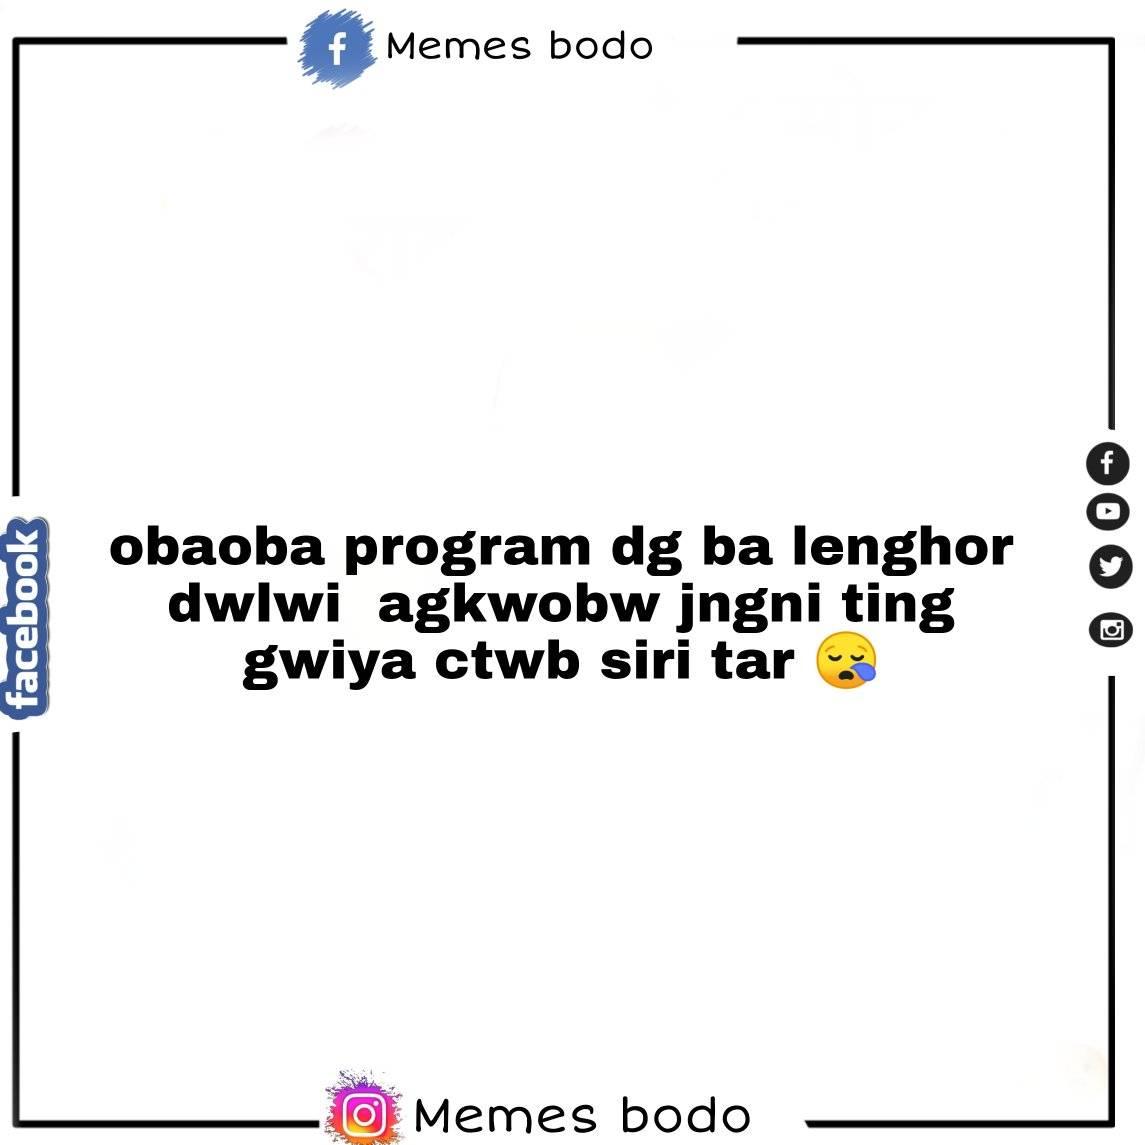 Memes bodo
obaoba program dg ba lenghor
dwlwi agkwobw jngni ting
gwiya ctwb siri tar 😪
facebook
Memes bodo